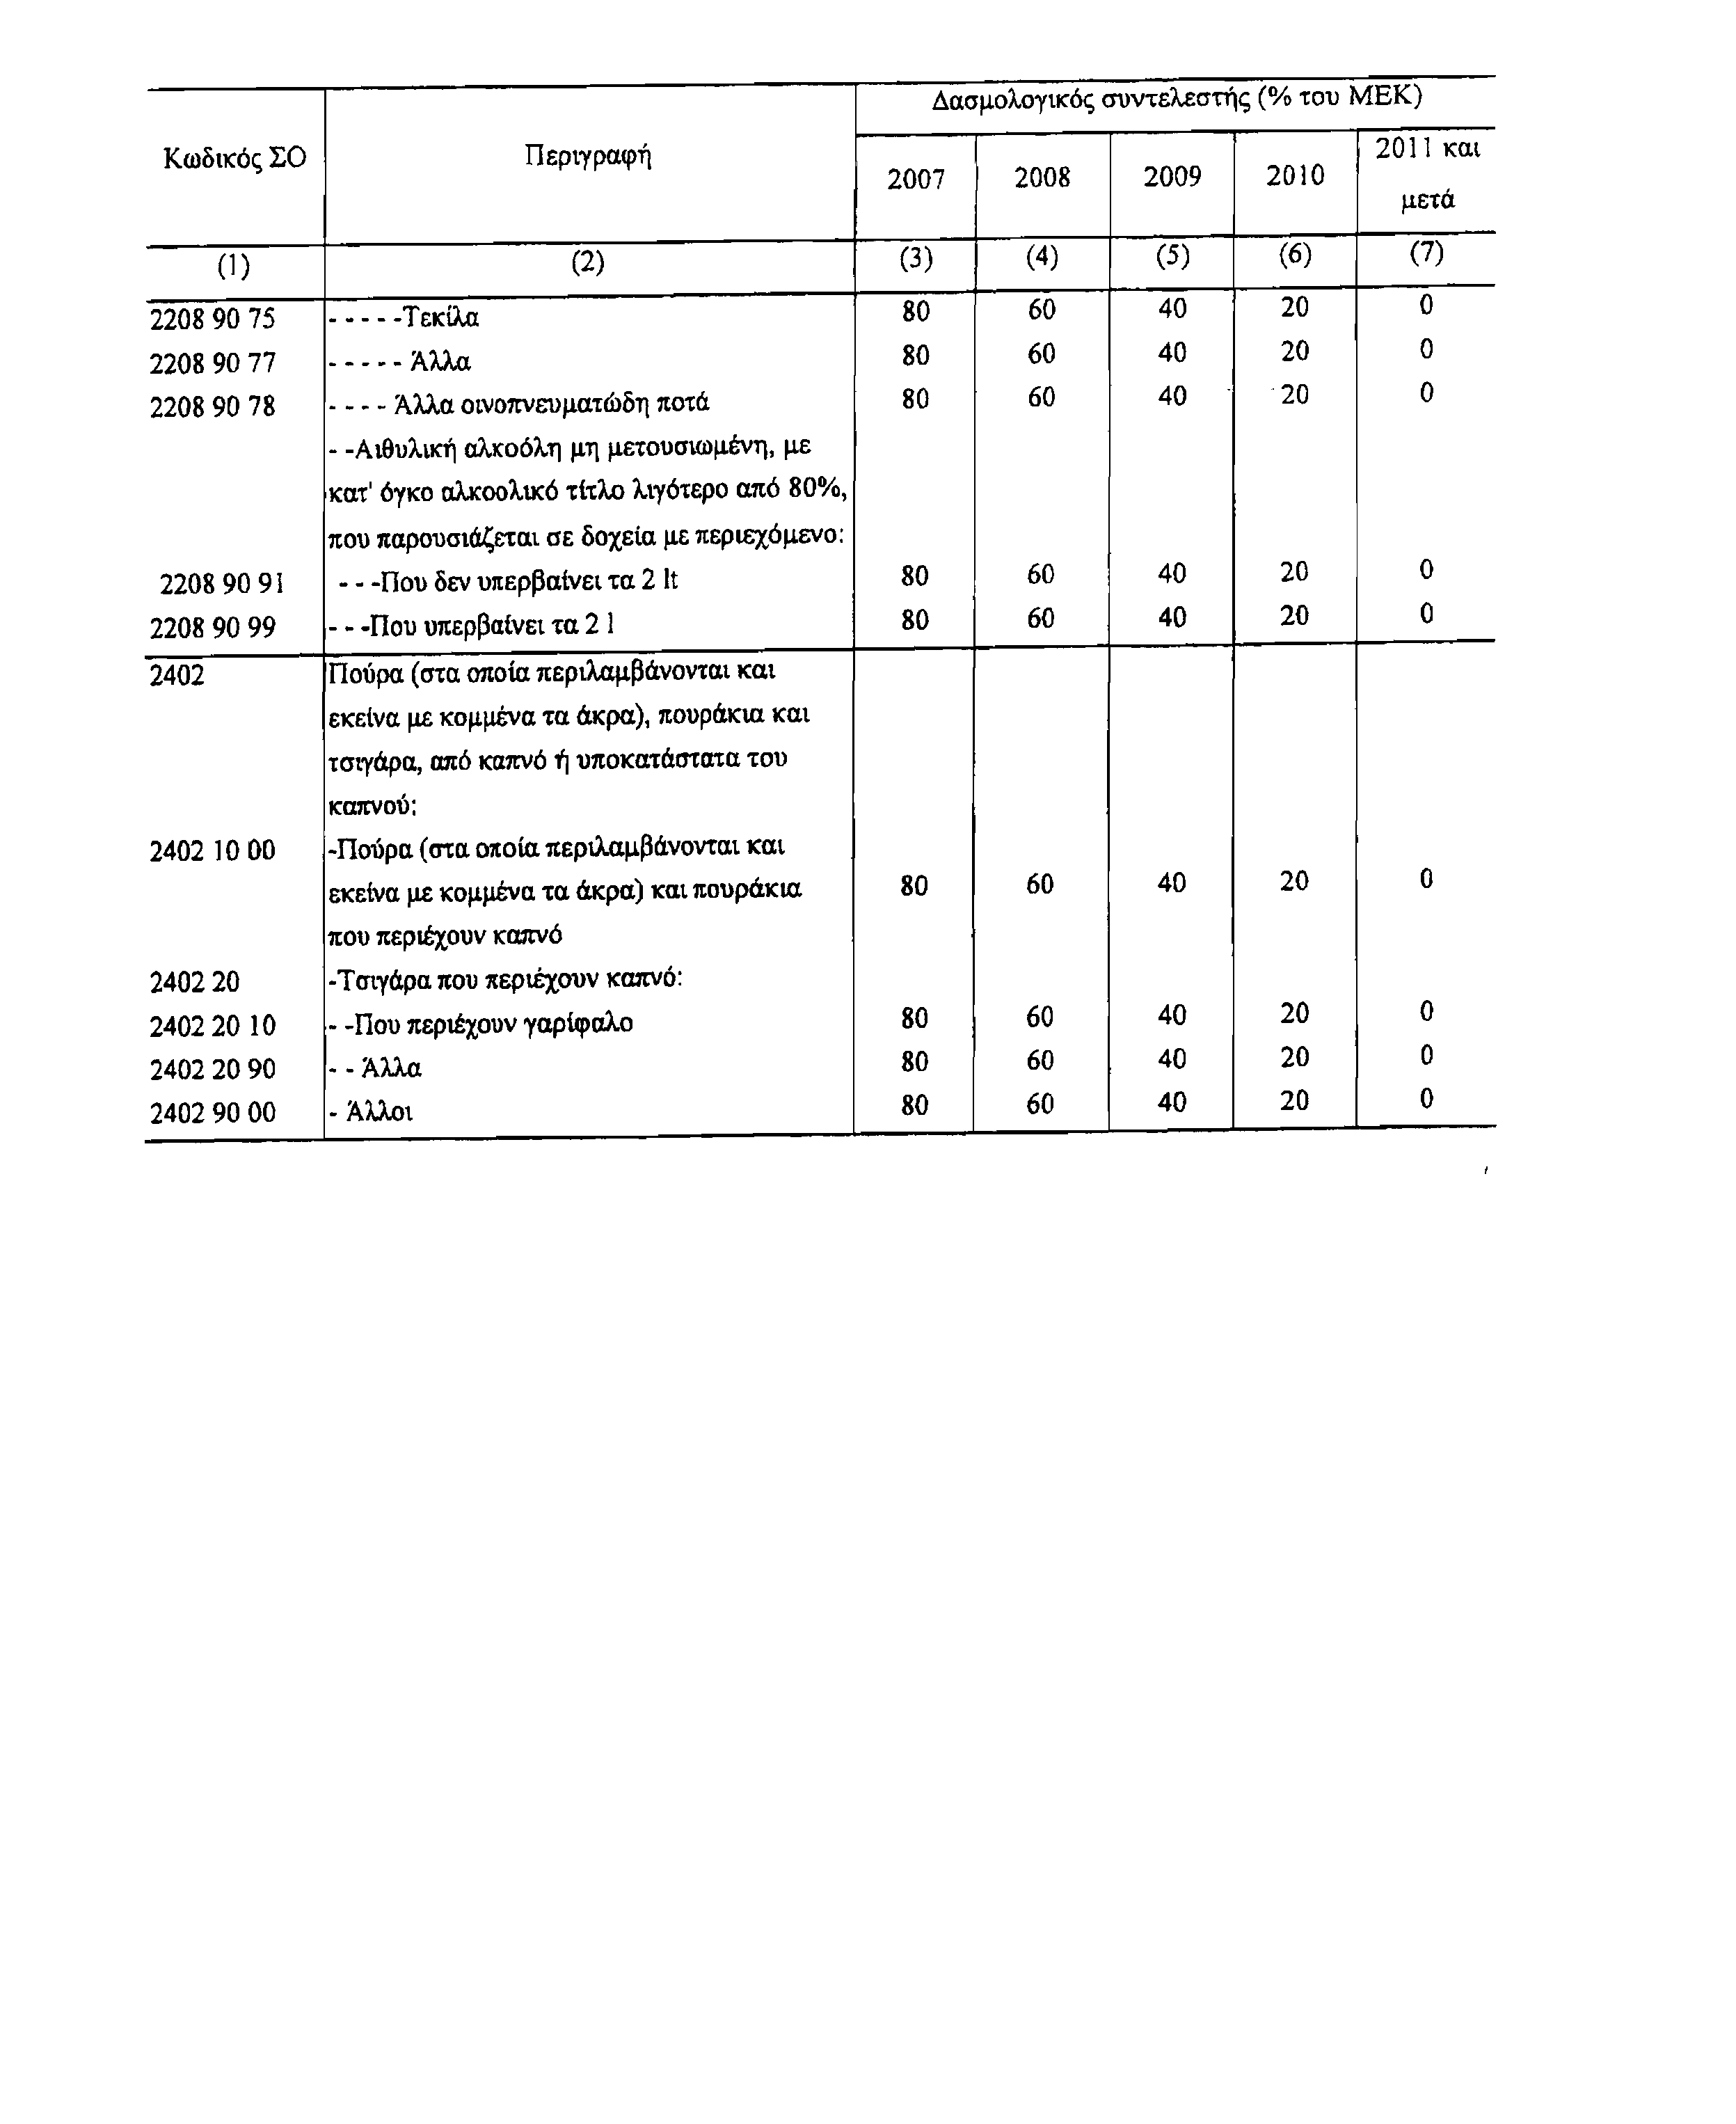 Δασμολογικός συντελεστής (% του ΜΕΚ)
Κωδικός ΣΟ Περιγραφή 2007 2008 2009 2010 2011 και
μετά
(1) (2) (3) (4) (5) (6) (7)
2208 90 75 - - - - -Τεκίλα 80 60 40 20 0
2208 90 77 - - - - - Άλλα 80 60 40 20 0
2208 90 78 - - - - Άλλα οινοπνευματώδη ποτά 80 60 40 20 0
- -Αιθυλική αλκοόλη μη μετουσιωμένη, με
κατ' όγκο αλκοολικό τίτλο λιγότερο από 80%,
που παρουσιάζεται σε δοχεία με περιεχόμενο:
2208 90 91 - - -Που δεν υπερβαίνει τα 2 lt 80 60 40 20 0
2208 90 99 - - -Που υπερβαίνει τα 2 l 80 60 40 20 0
2402 Πούρα (στα οποία περιλαμβάνονται και
εκείνα με κομμένα τα άκρα), πουράκια και
τσιγάρα, από καπνό ή υποκατάστατα του
καπνού:
2402 10 00 -Πούρα (στα οποία περιλαμβάνονται και
εκείνα με κομμένα τα άκρα) και πουράκια 80 60 40 20 0
που περιέχουν καπνό
2402 20 -Τσιγάρα που περιέχουν καπνό:
2402 20 10 - -Που περιέχουν γαρίφαλο 80 60 40 20 0
2402 20 90 - - Άλλα 80 60 40 20 0
2402 90 00 - Άλλοι 80 60 40 20 0